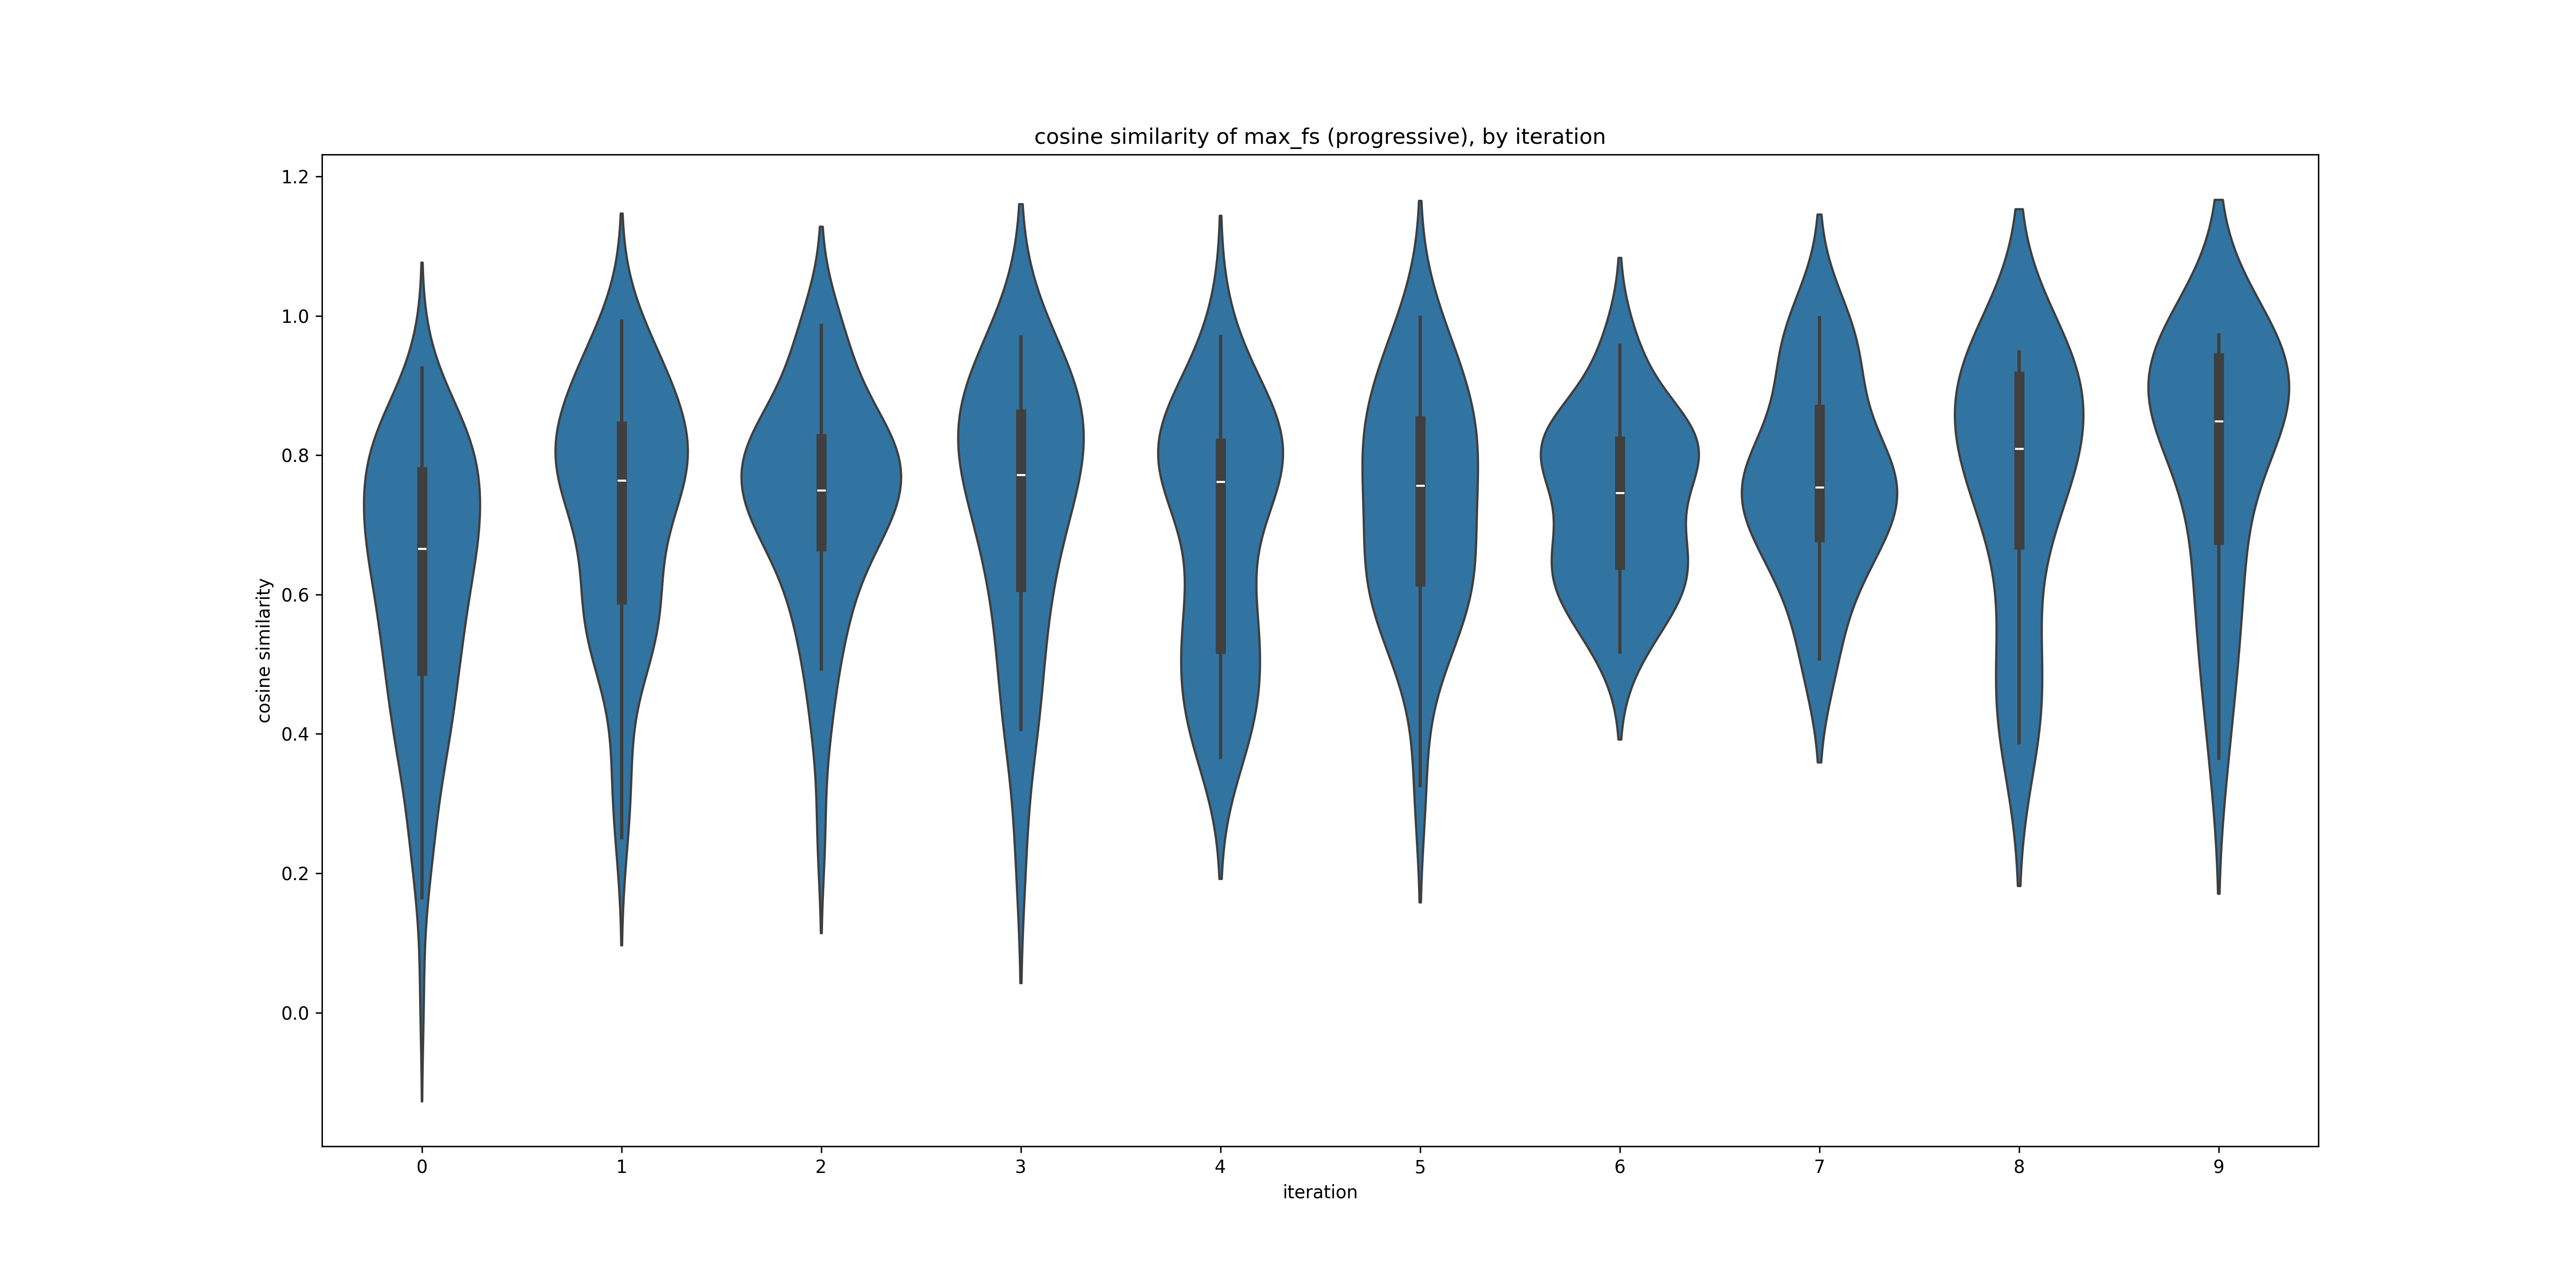 cosine similarity of max_fs (progressive), by iteration
1.2
1.0
0.8
0.6
0.4
0.2
0.0
cosine similarity
0 1 2 3 4 5 6 7 8 9
iteration